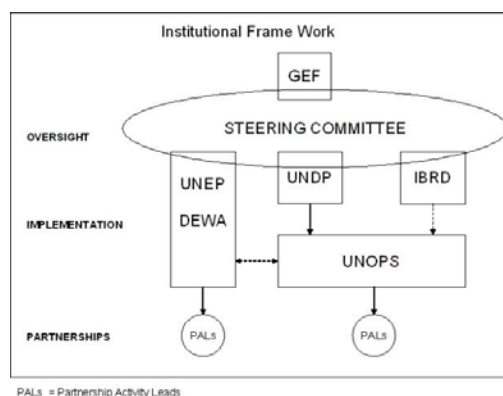 Institutional Frame Work
GEF
OVERSIGHT
STEERING COMMITTEE
UNEP
UNDP
IBRD
DEWA
IMPLEMENTATION
UNOPS
PARTNERSHIPS
PALs
PALs
PALs = Partnership Activity Leads